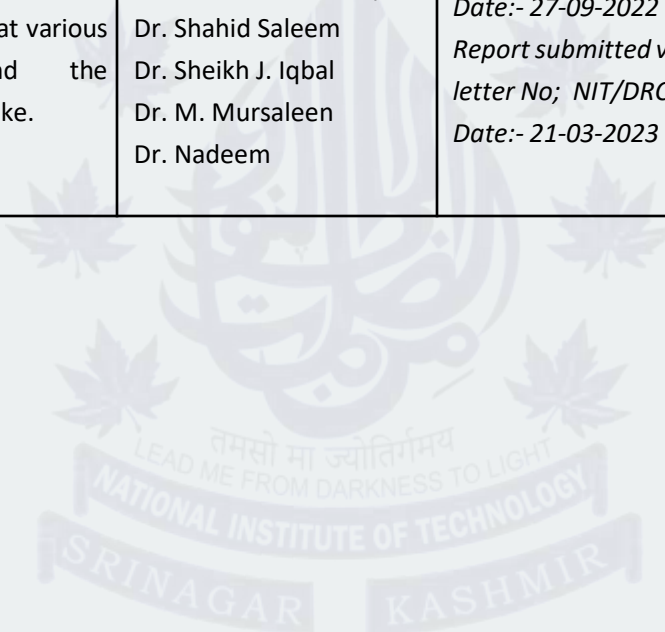 at various
nd the
ke.
Dr. Shahid Saleem
Dr. Sheikh J. Iqbal
Dr. M. Mursaleen
Dr. Nadeem
Date:- 27-09-2022
Report submitted v
letter No; NIT/DRC
Date:- 21-03-2023
तमसो मा ज्योतिर्गमय
LEAD ME FROM DARKNESS TO LIGHT
NATIONAL INSTITUTE OF TECHNOLOGY
SRINAGAR KASHMIR